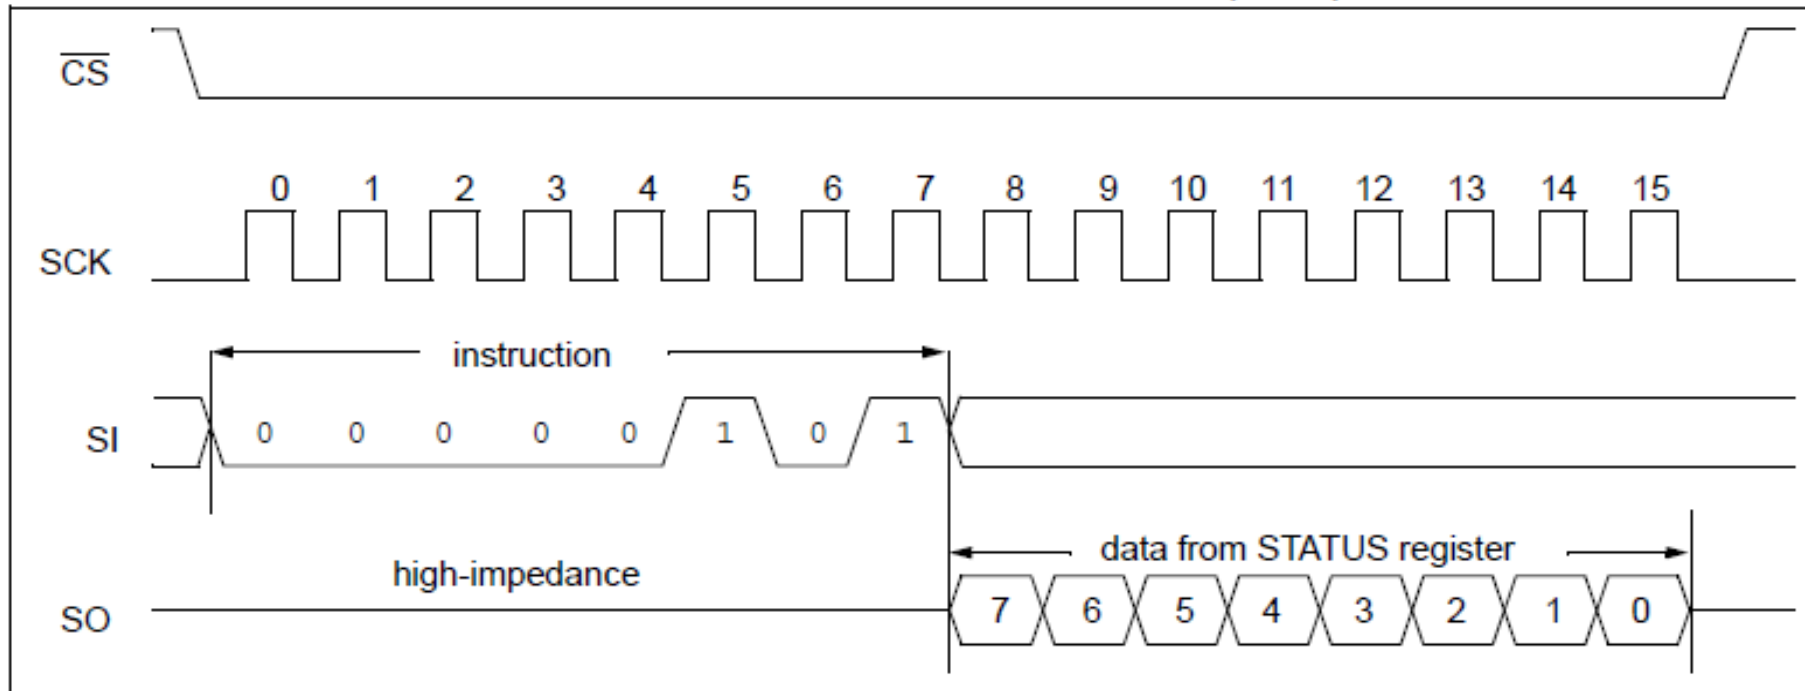 CS
0 1 2 3 4 5 6 7 8 9 10 11 12 13 14 15
SCK
instruction
SI 0 0 0 0 0 1 0 1
data from STATUS register
high-impedance
SO 7 6 5 4 3 2 1 0